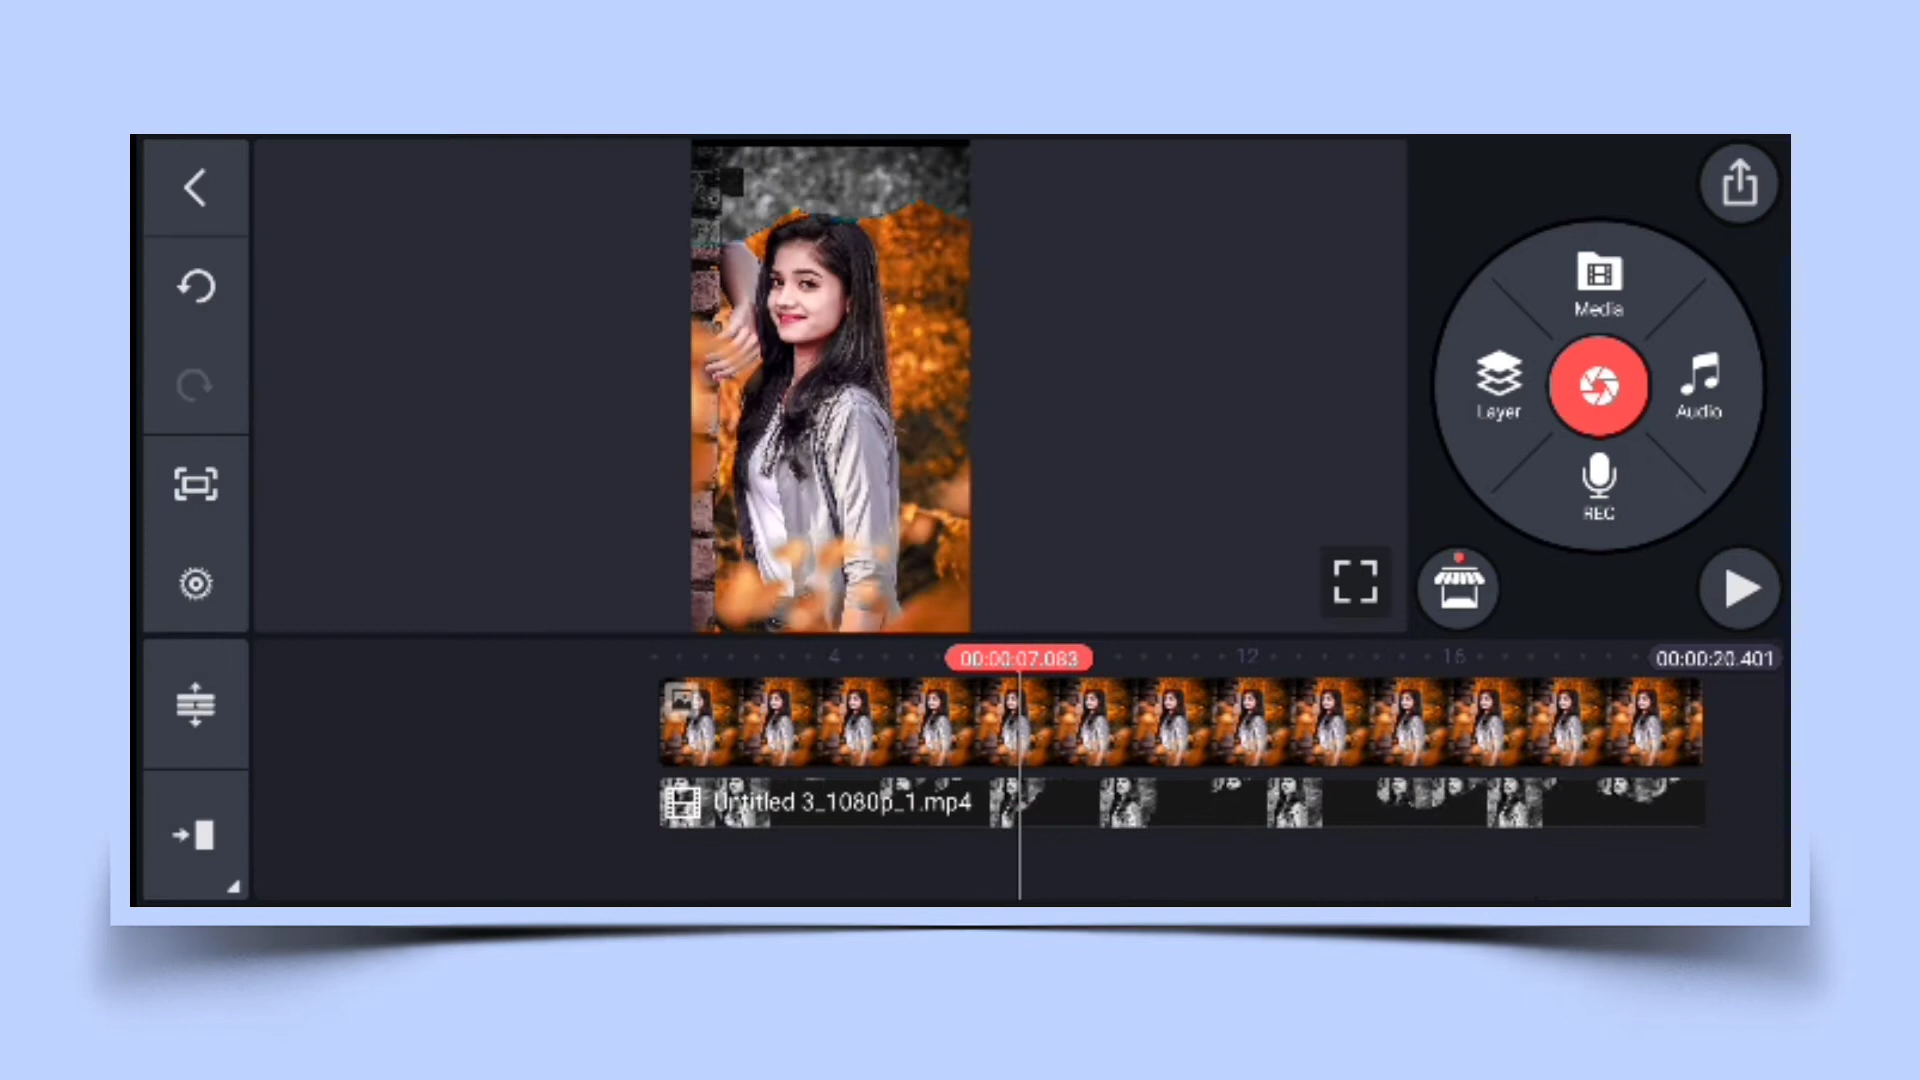 Media
Layer
Audio
REC
4
00:00:07.083
12
16
00:00:20.401
Untitled 3_1080p_1.mp4